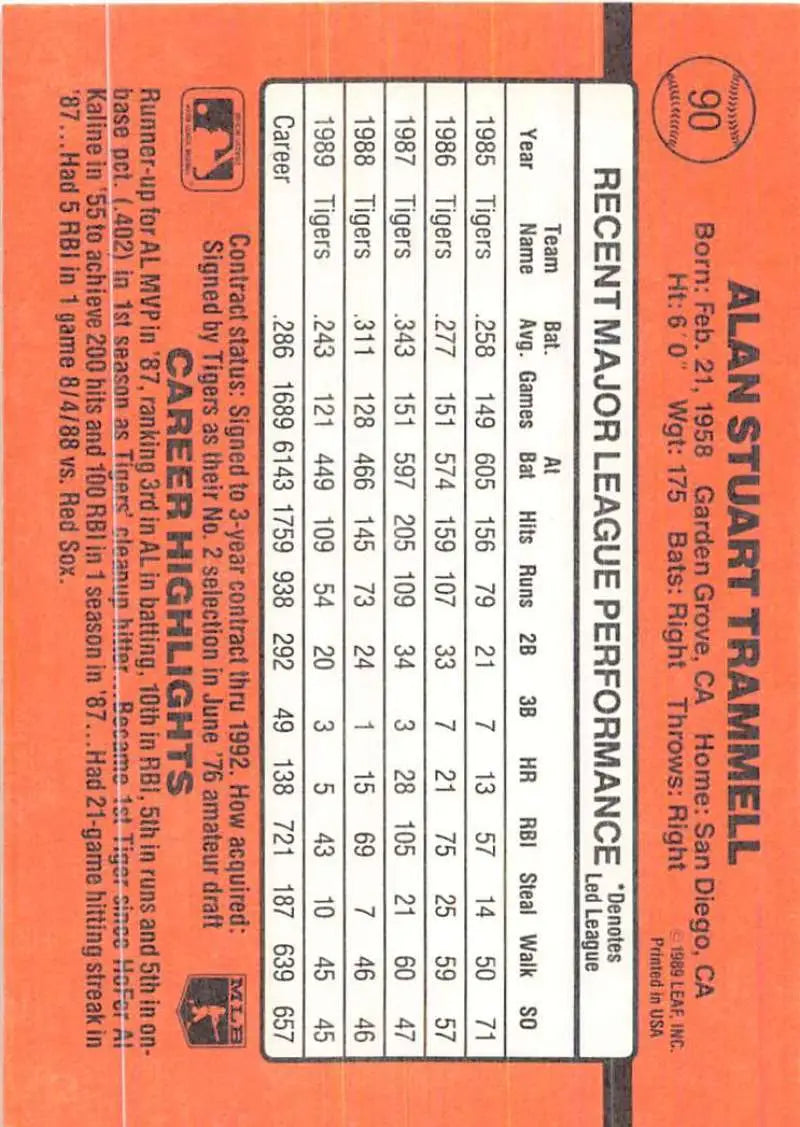 90
ALAN STUART TRAMMELL
Born: Feb. 21, 1958 Garden Grove, CA Home: San Diego, CA
Ht: 6'0" Wgt: 175 Bats: Right Throws: Right
© 1989 LEAF, INC.
Printed in USA
RECENT MAJOR LEAGUE PERFORMANCE *Denotes Led League
Year Team Name Bat. Avg. Games At Bat Hits Runs 2B 3B HR RBI Steal Walk SO
1985 Tigers .258 149 605 156 79 21 7 13 57 14 50 71
1986 Tigers .277 151 574 159 107 33 7 21 75 25 59 57
1987 Tigers .343 151 597 205 109 34 3 28 105 21 60 47
1988 Tigers .311 128 466 145 73 24 1 15 69 7 46 46
1989 Tigers .243 121 449 109 54 20 3 5 43 10 45 45
Career .286 1689 6143 1759 938 292 49 138 721 187 639 657
Contract status: Signed to 3-year contract thru 1992. How acquired:
Signed by Tigers as their No. 2 selection in June '76 amateur draft
MLB
CAREER HIGHLIGHTS
Runner-up for AL MVP in '87, ranking 3rd in AL in batting, 10th in RBI, 5th in runs and 5th in on-
base pct. (.402) in 1st season as Tigers' cleanup hitter...Became 1st Tiger since HoFer Al
Kaline in '55 to achieve 200 hits and 100 RBI in 1 season in '87...Had 21-game hitting streak in
'87...Had 5 RBI in 1 game 8/4/88 vs. Red Sox.